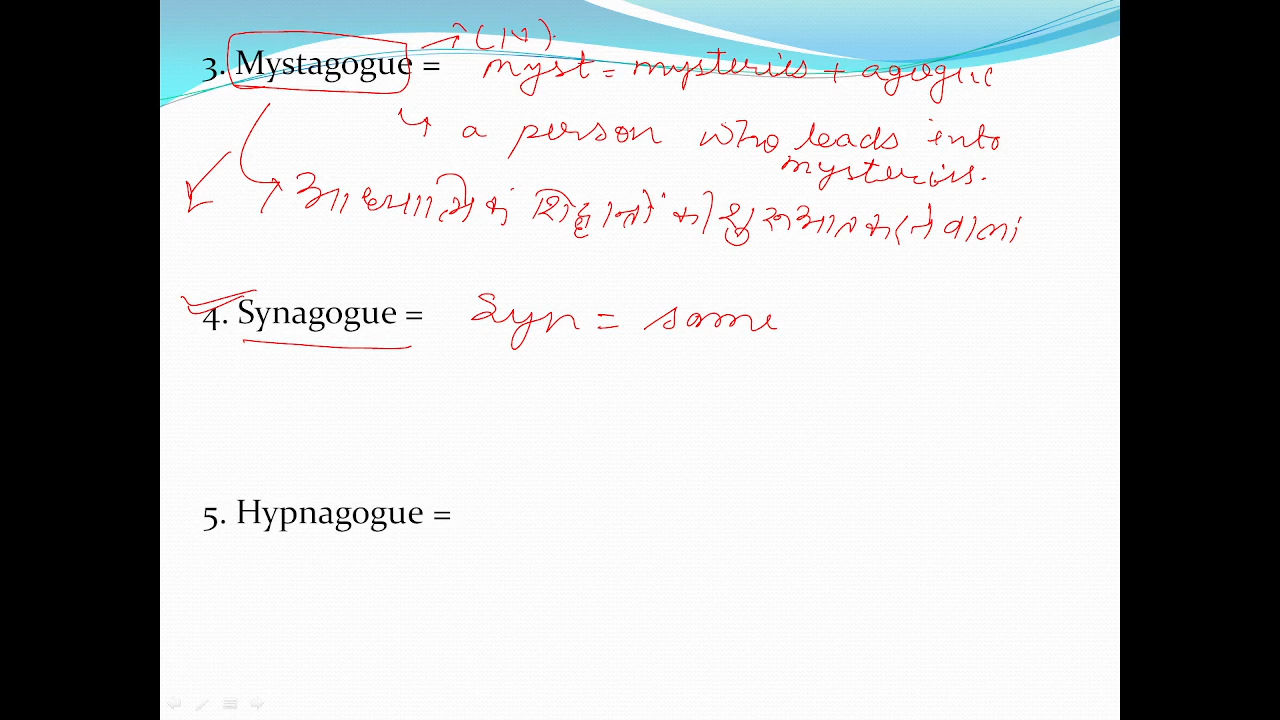 3. Mystagogue = → (N).
myst = mysteries + agogue
↳ a person who leads into
mysteries.
4. Synagogue = Syn = same
5. Hypnagogue =